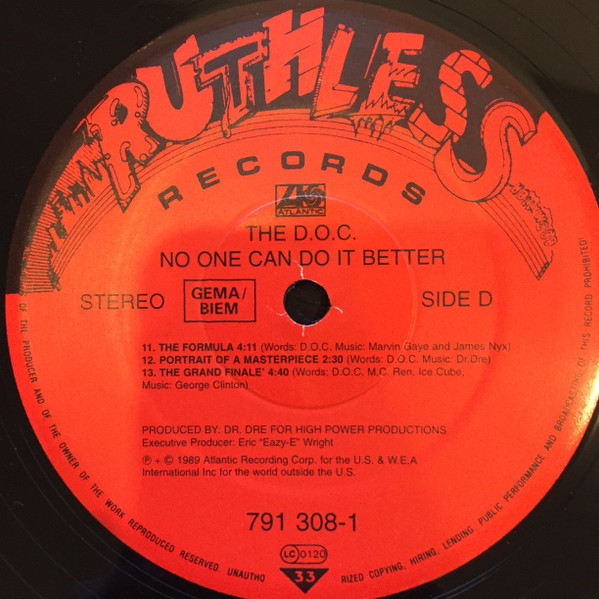 RUTHLESS
RECORDS
ATLANTIC
THE D.O.C.
NO ONE CAN DO IT BETTER
STEREO
GEMA/
BIEM
SIDE D
11. THE FORMULA 4:11 (Words: D.O.C. Music: Marvin Gaye and James Nyx)
12. PORTRAIT OF A MASTERPIECE 2:30 (Words: D.O.C. Music: Dr.Dre)
13. THE GRAND FINALE' 4:40 (Words: D.O.C. M.C. Ren. Ice Cube,
Music: George Clinton)
PRODUCED BY: DR. DRE FOR HIGH POWER PRODUCTIONS
Executive Producer: Eric "Eazy-E" Wright
℗ + © 1989 Atlantic Recording Corp. for the U.S. & W.E.A
International Inc for the world outside the U.S.
791 308-1
LC 0120
33
OF THE PRODUCER AND OF THE OWNER OF THE WORK REPRODUCED RESERVED. UNAUTHO
RIZED COPYING, HIRING, LENDING, PUBLIC PERFORMANCE AND BROADCASTING OF THIS RECORD PROHIBITED!